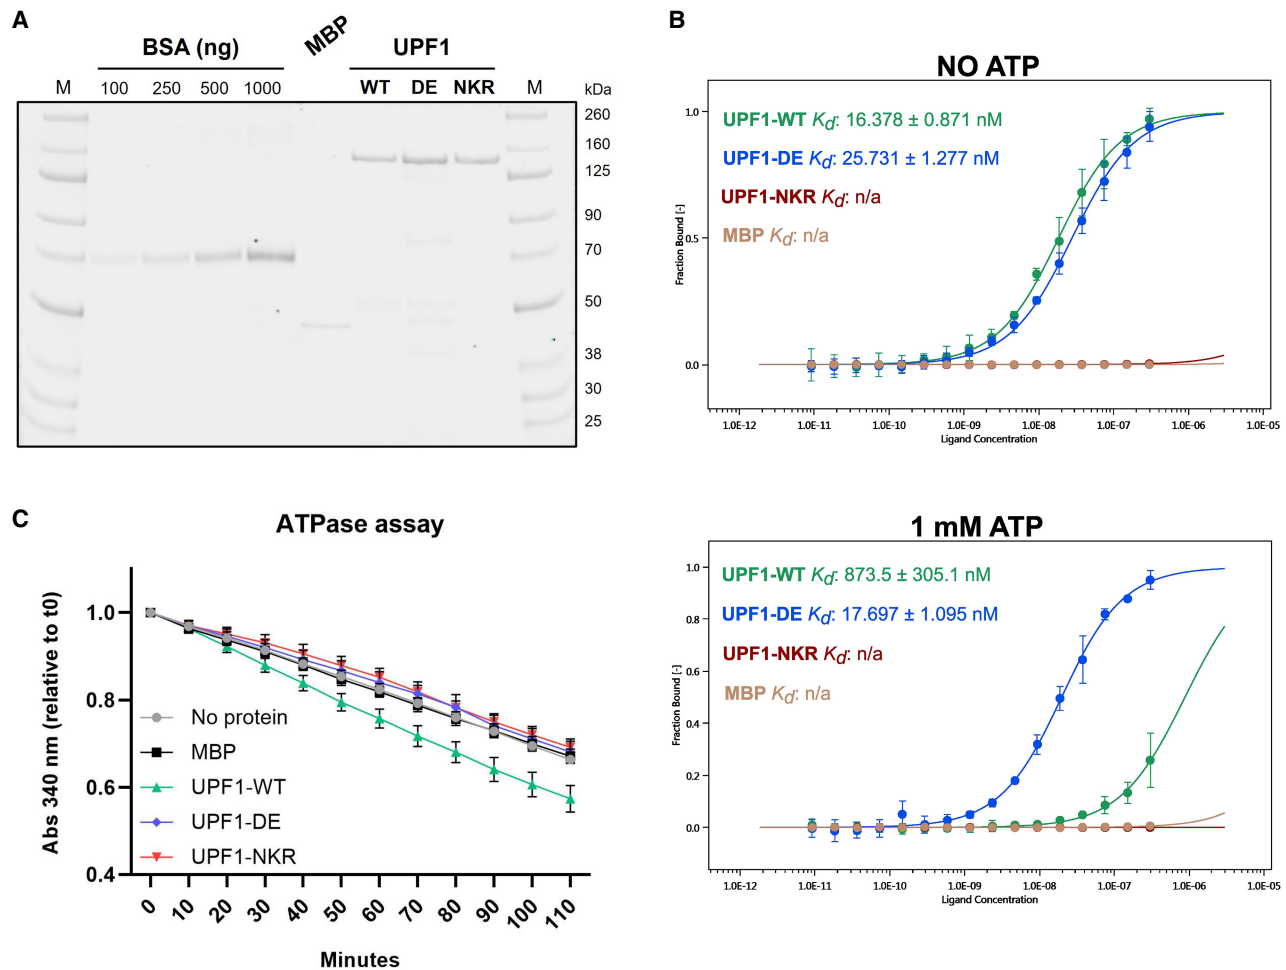 A
BSA (ng)
MBP
UPF1
M 100 250 500 1000 WT DE NKR M kDa
260
160
125
90
70
50
38
30
25
B
NO ATP
UPF1-WT Kd: 16.378 ± 0.871 nM
UPF1-DE Kd: 25.731 ± 1.277 nM
UPF1-NKR Kd: n/a
MBP Kd: n/a
Fraction Bound [-]
1.0
0.5
0.0
1.0E-12 1.0E-11 1.0E-10 1.0E-09 1.0E-08 1.0E-07 1.0E-06 1.0E-05
Ligand Concentration
1 mM ATP
UPF1-WT Kd: 873.5 ± 305.1 nM
UPF1-DE Kd: 17.697 ± 1.095 nM
UPF1-NKR Kd: n/a
MBP Kd: n/a
Fraction Bound [-]
1.0
0.8
0.6
0.4
0.2
0.0
1.0E-12 1.0E-11 1.0E-10 1.0E-09 1.0E-08 1.0E-07 1.0E-06 1.0E-05
Ligand Concentration
C
ATPase assay
Abs 340 nm (relative to t0)
1.0
0.8
0.6
0.4
No protein
MBP
UPF1-WT
UPF1-DE
UPF1-NKR
0 10 20 30 40 50 60 70 80 90 100 110
Minutes